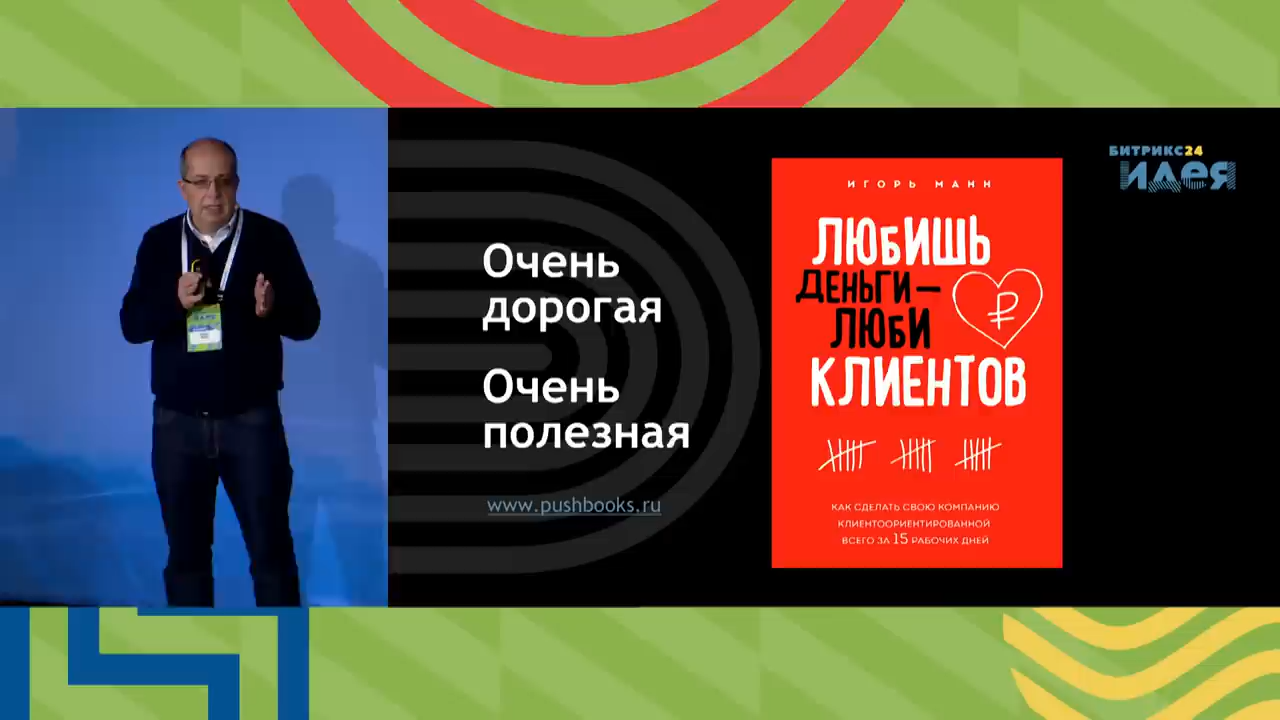 Очень
дорогая
Очень
полезная
www.pushbooks.ru
ИГОРЬ МАНН
ЛЮБИШЬ
ДЕНЬГИ –
ЛЮБИ
КЛИЕНТОВ
КАК СДЕЛАТЬ СВОЮ КОМПАНИЮ
КЛИЕНТООРИЕНТИРОВАННОЙ
ВСЕГО ЗА 15 РАБОЧИХ ДНЕЙ
БИТРИКС24
ИДЕЯ